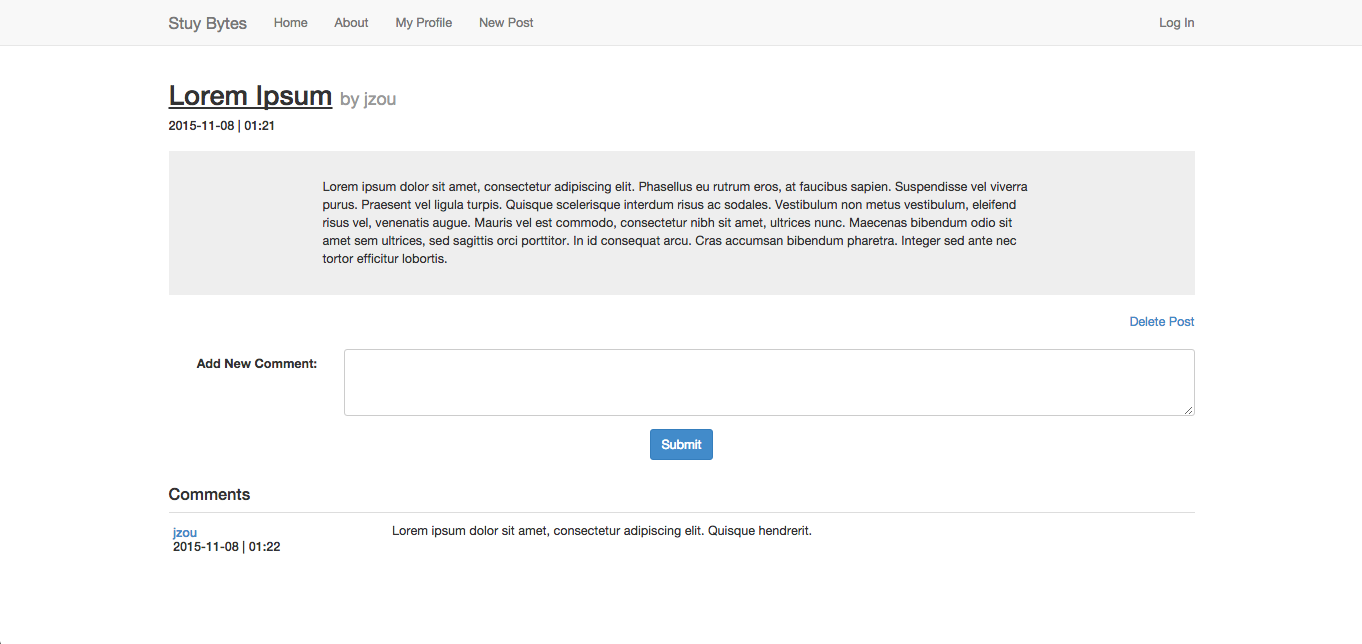 Stuy Bytes Home About My Profile New Post Log In
Lorem Ipsum by jzou
2015-11-08 | 01:21
Lorem ipsum dolor sit amet, consectetur adipiscing elit. Phasellus eu rutrum eros, at faucibus sapien. Suspendisse vel viverra
purus. Praesent vel ligula turpis. Quisque scelerisque interdum risus ac sodales. Vestibulum non metus vestibulum, eleifend
risus vel, venenatis augue. Mauris vel est commodo, consectetur nibh sit amet, ultrices nunc. Maecenas bibendum odio sit
amet sem ultrices, sed sagittis orci porttitor. In id consequat arcu. Cras accumsan bibendum pharetra. Integer sed ante nec
tortor efficitur lobortis.
Delete Post
Add New Comment:
Submit
Comments
jzou Lorem ipsum dolor sit amet, consectetur adipiscing elit. Quisque hendrerit.
2015-11-08 | 01:22